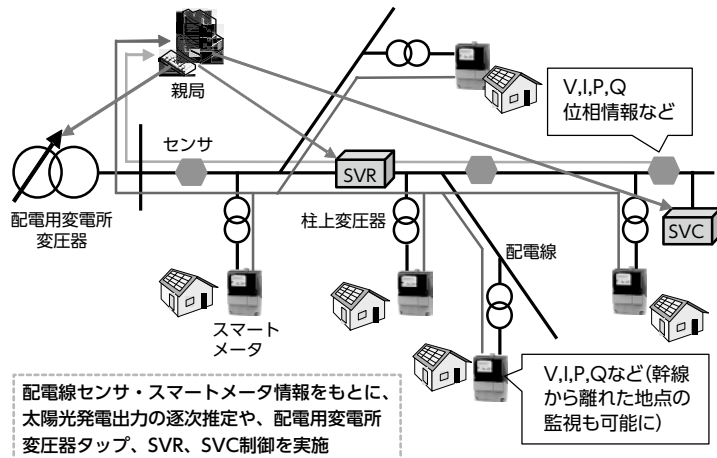 親局
V,I,P,Q
位相情報など
センサ
SVR
配電用変電所
変圧器
柱上変圧器
SVC
配電線
スマート
メータ
V,I,P,Qなど(幹線
から離れた地点の
監視も可能に)
配電線センサ・スマートメータ情報をもとに、
太陽光発電出力の逐次推定や、配電用変電所
変圧器タップ、SVR、SVC制御を実施